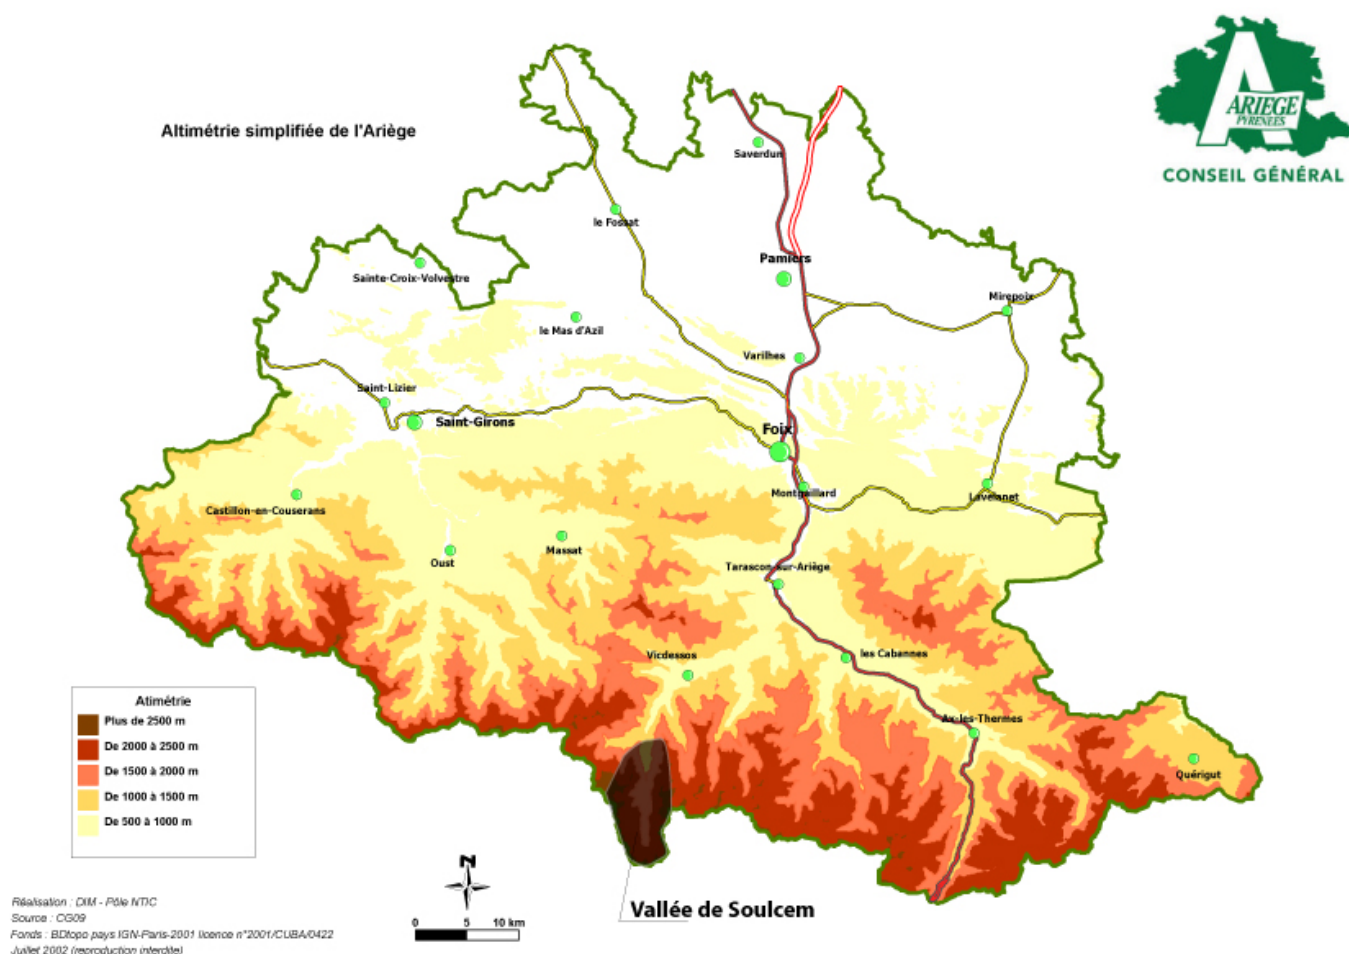 Altimétrie simplifiée de l'Ariège
ARIEGE
PYRENEES
CONSEIL GÉNÉRAL
Saverdun
le Fossat
Pamiers
Sainte-Croix-Volvestre
Mirepoix
le Mas d'Azil
Varilhes
Saint-Lizier
Saint-Girons
Foix
Montgaillard
Lavelanet
Castillon-en-Couserans
Massat
Oust
Tarascon-sur-Ariège
Vicdessos
les Cabannes
Ax-les-Thermes
Quérigut
Atimétrie
Plus de 2500 m
De 2000 à 2500 m
De 1500 à 2000 m
De 1000 à 1500 m
De 500 à 1000 m
N
0 5 10 km
Vallée de Soulcem
Réalisation : DIM - Pôle NTIC
Source : CG09
Fonds : BDtopo pays IGN-Paris-2001 licence n°2001/CUBA/0422
Juillet 2002 (reproduction interdite)